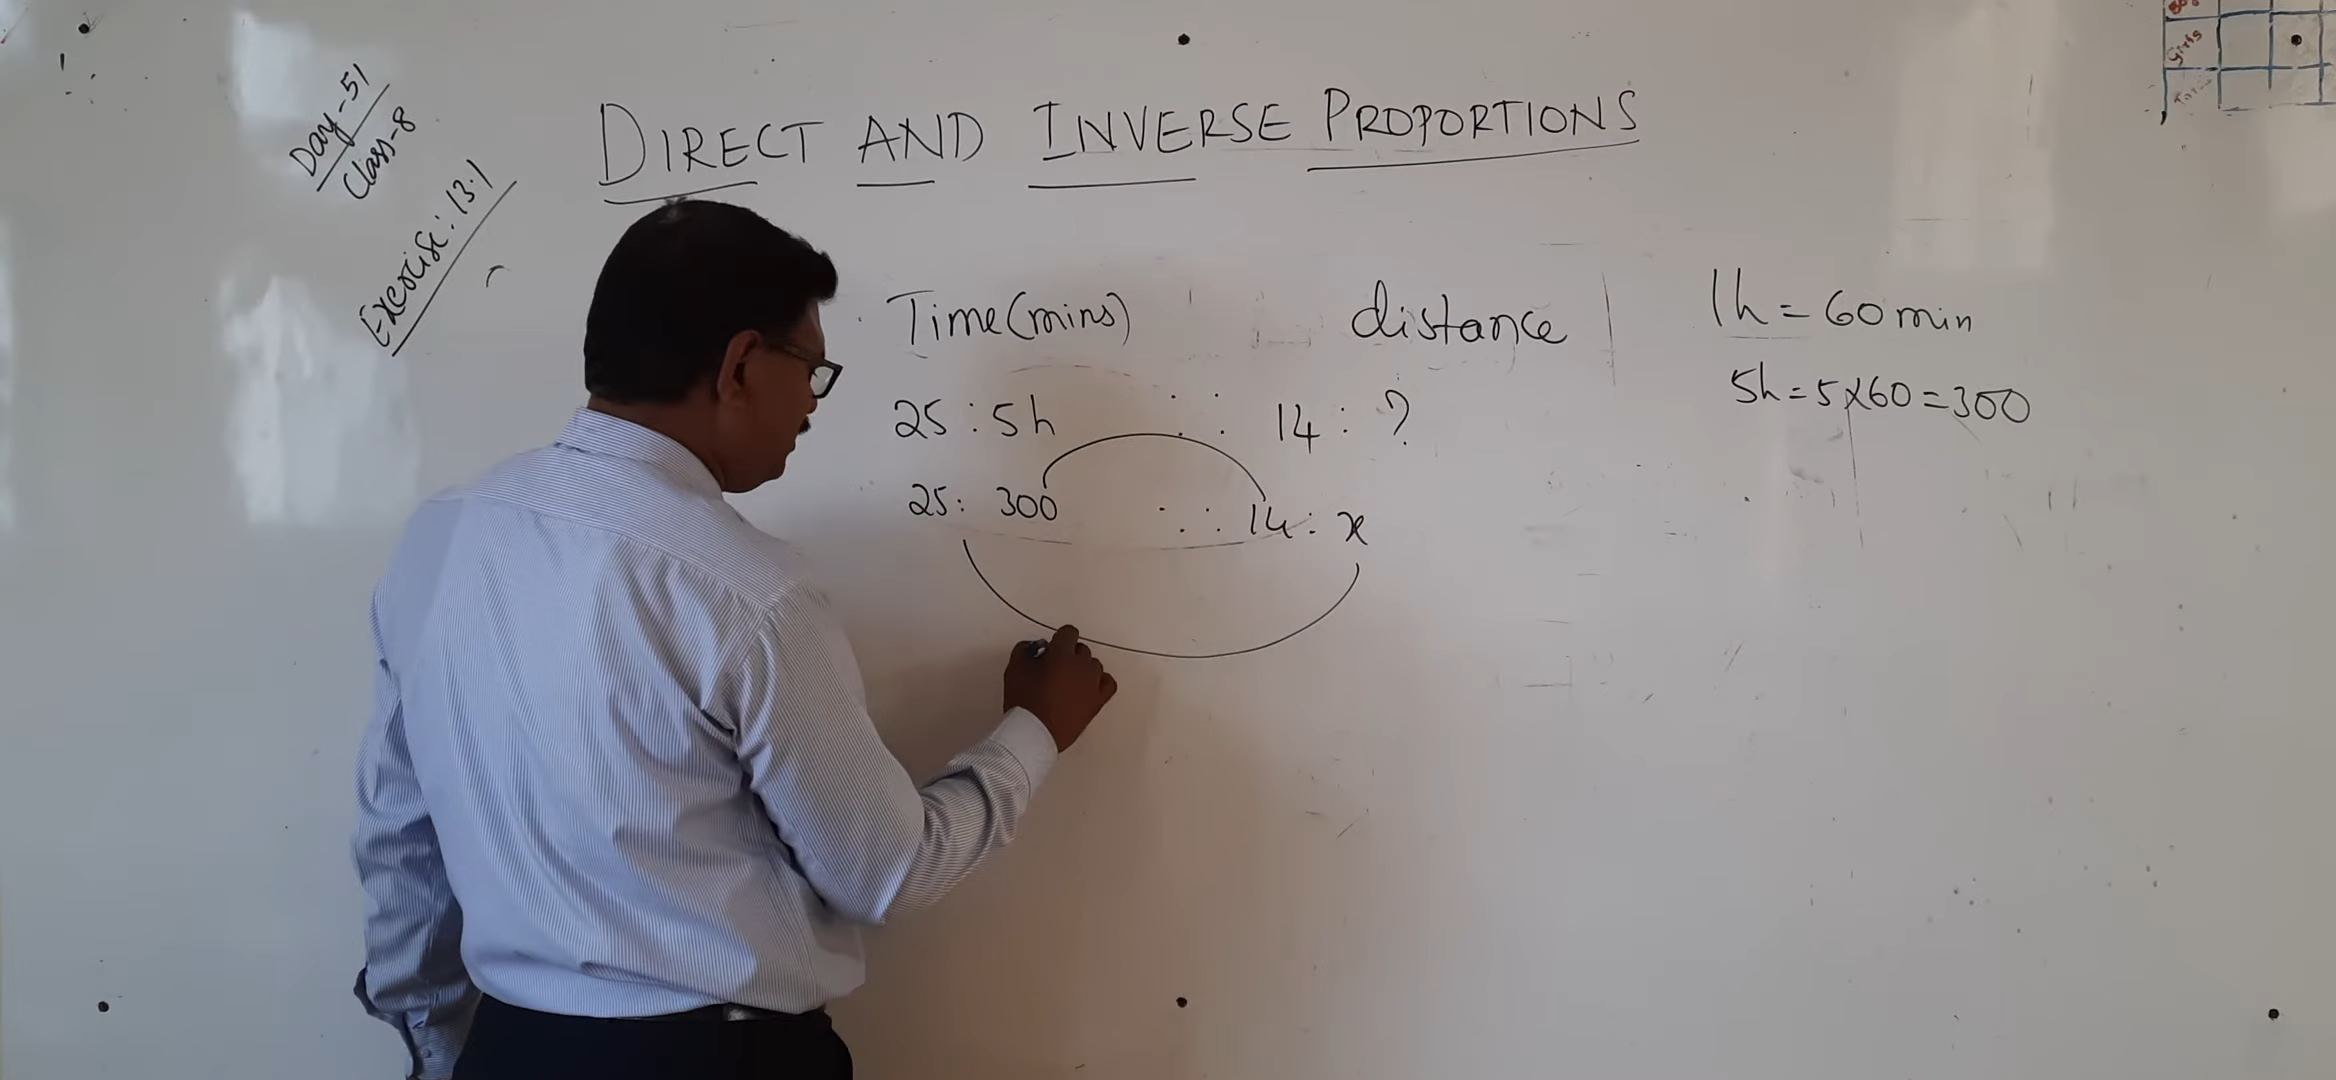 Day-51
Class-8
Exercise: 13.1
DIRECT AND INVERSE PROPORTIONS
Time(mins) distance
25 : 5h :: 14 : ?
25: 300 :: 14: x
1h = 60 min
5h = 5x60 = 300
Girls